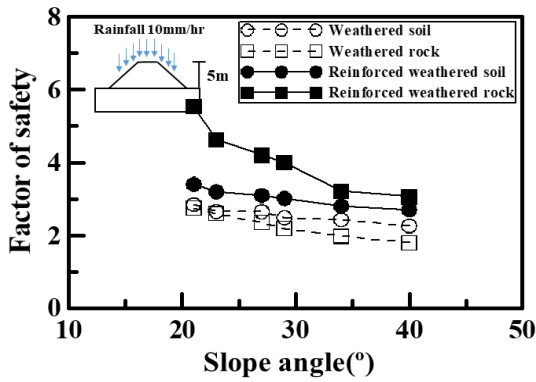 Rainfall 10mm/hr
5m
Weathered soil
Weathered rock
Reinforced weathered soil
Reinforced weathered rock
Factor of safety
8
6
4
2
0
10
20
30
40
50
Slope angle(º)